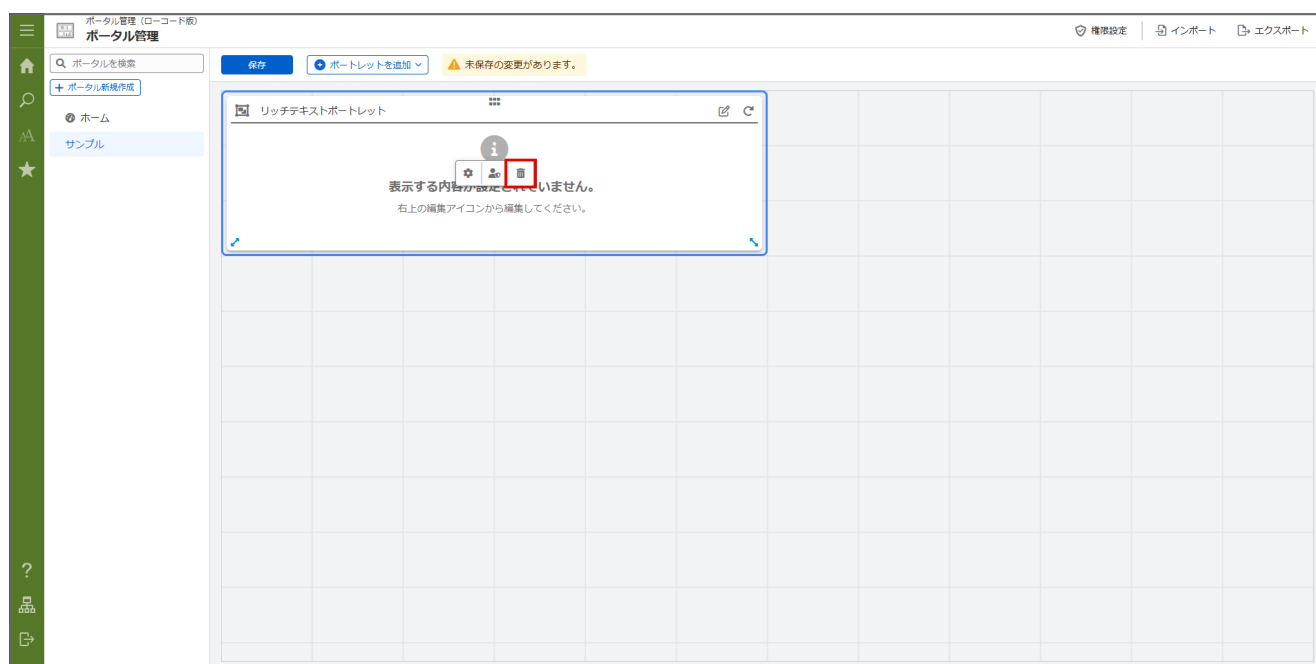 ポータル管理（ローコード版）
ポータル管理
権限設定
インポート
エクスポート
ポータルを検索
保存
ポートレットを追加
未保存の変更があります。
ポータル新規作成
ホーム
サンプル
リッチテキストポートレット
表示する内容が設定されていません。
右上の編集アイコンから編集してください。